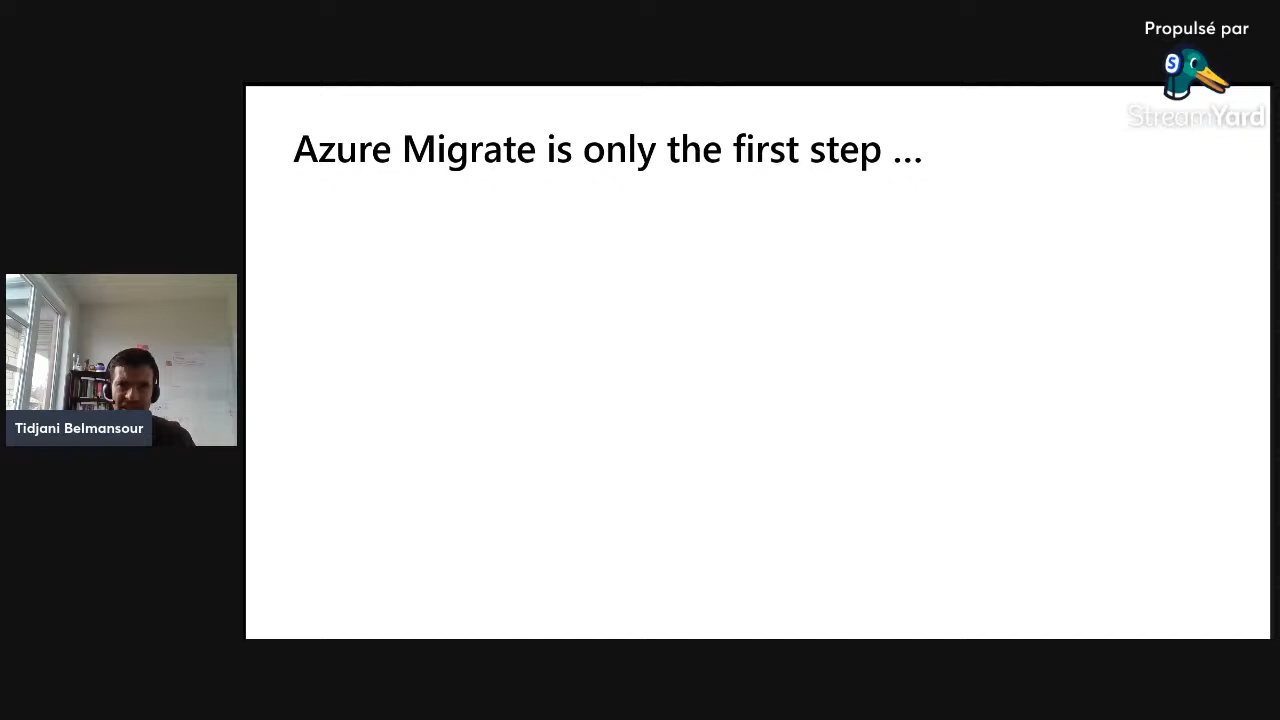 Propulsé par
StreamYard
Azure Migrate is only the first step ...
Tidjani Belmansour